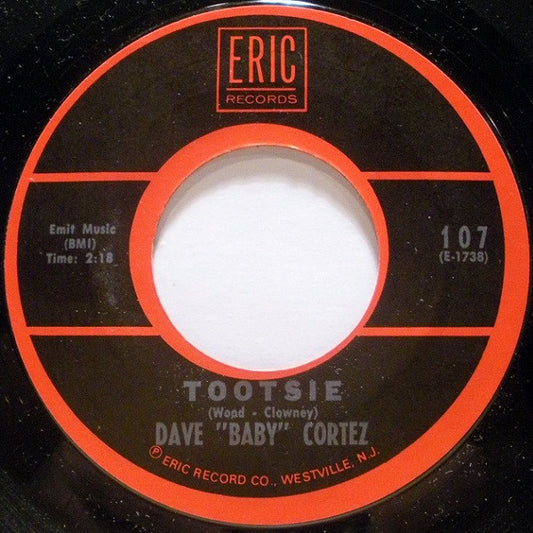 ERIC
RECORDS
Emit Music
(BMI)
Time: 2:18
107
(E-1738)
TOOTSIE
(Wood - Clowney)
DAVE "BABY" CORTEZ
℗ ERIC RECORD CO., WESTVILLE, N.J.